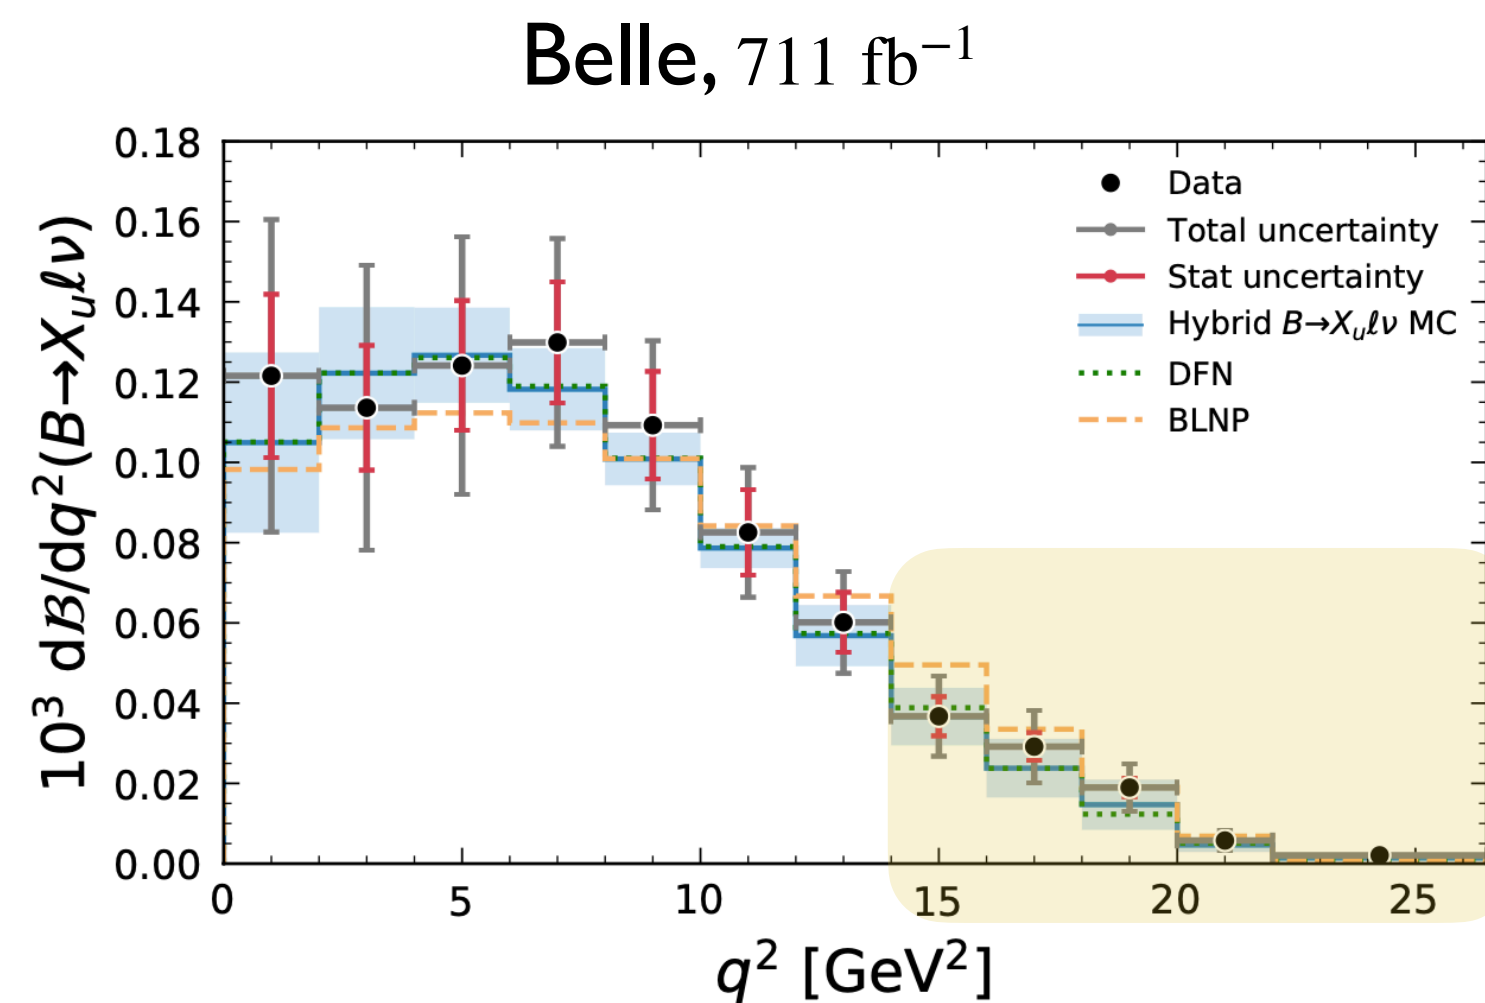 Belle, 711 fb⁻¹
10³ dℬ/dq²(B→Xᵤℓν)
0.18
0.16
0.14
0.12
0.10
0.08
0.06
0.04
0.02
0.00
Data
Total uncertainty
Stat uncertainty
Hybrid B→Xᵤℓν MC
DFN
BLNP
0 5 10 15 20 25
q² [GeV²]